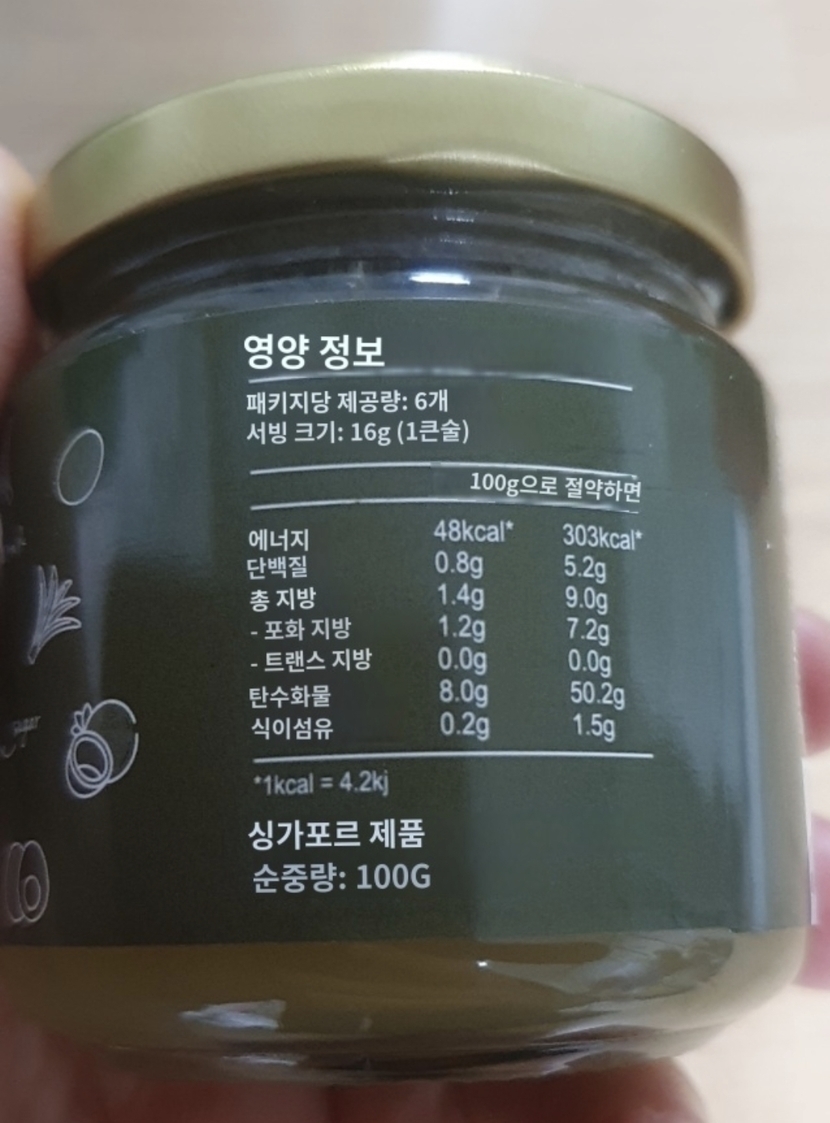 영양 정보
패키지당 제공량: 6개
서빙 크기: 16g (1큰술)
100g으로 절약하면
에너지 48kcal* 303kcal*
단백질 0.8g 5.2g
총 지방 1.4g 9.0g
- 포화 지방 1.2g 7.2g
- 트랜스 지방 0.0g 0.0g
탄수화물 8.0g 50.2g
식이섬유 0.2g 1.5g
*1kcal = 4.2kj
싱가포르 제품
순중량: 100G
sugar